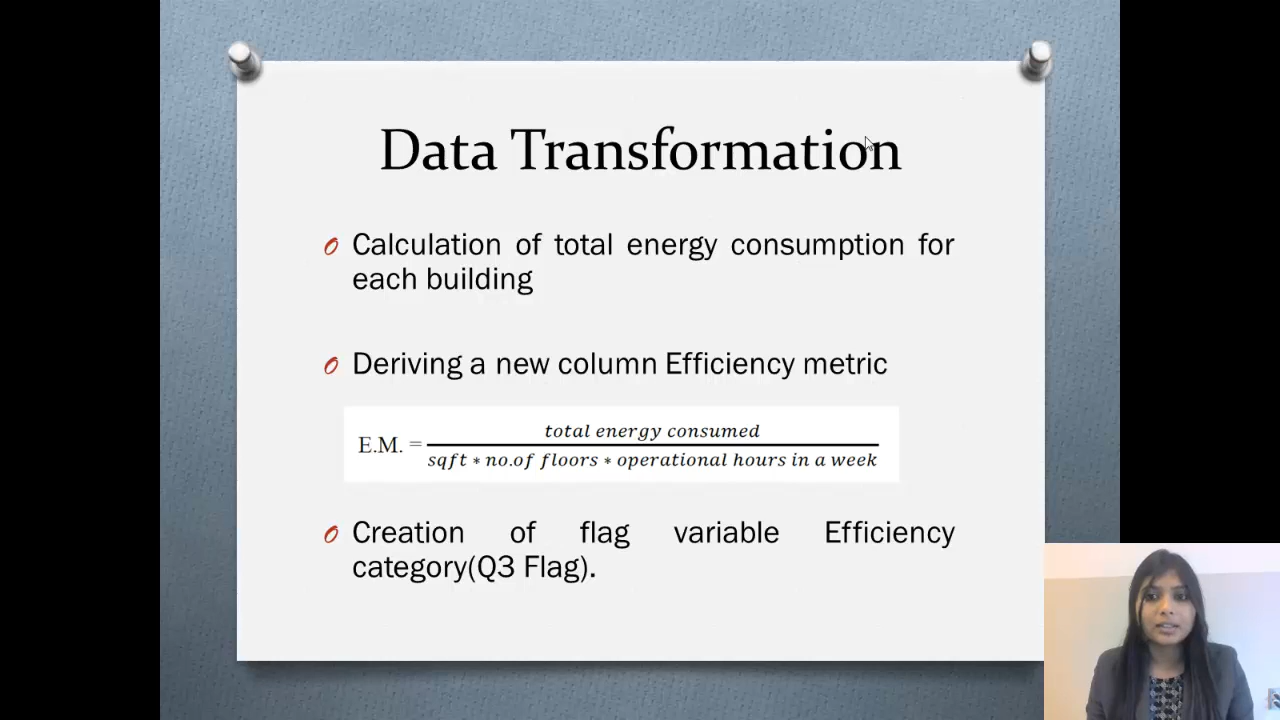 Data Transformation
Calculation of total energy consumption for
each building
Deriving a new column Efficiency metric
E.M. = total energy consumed
sqft * no.of floors * operational hours in a week
Creation of flag variable Efficiency
category(Q3 Flag).